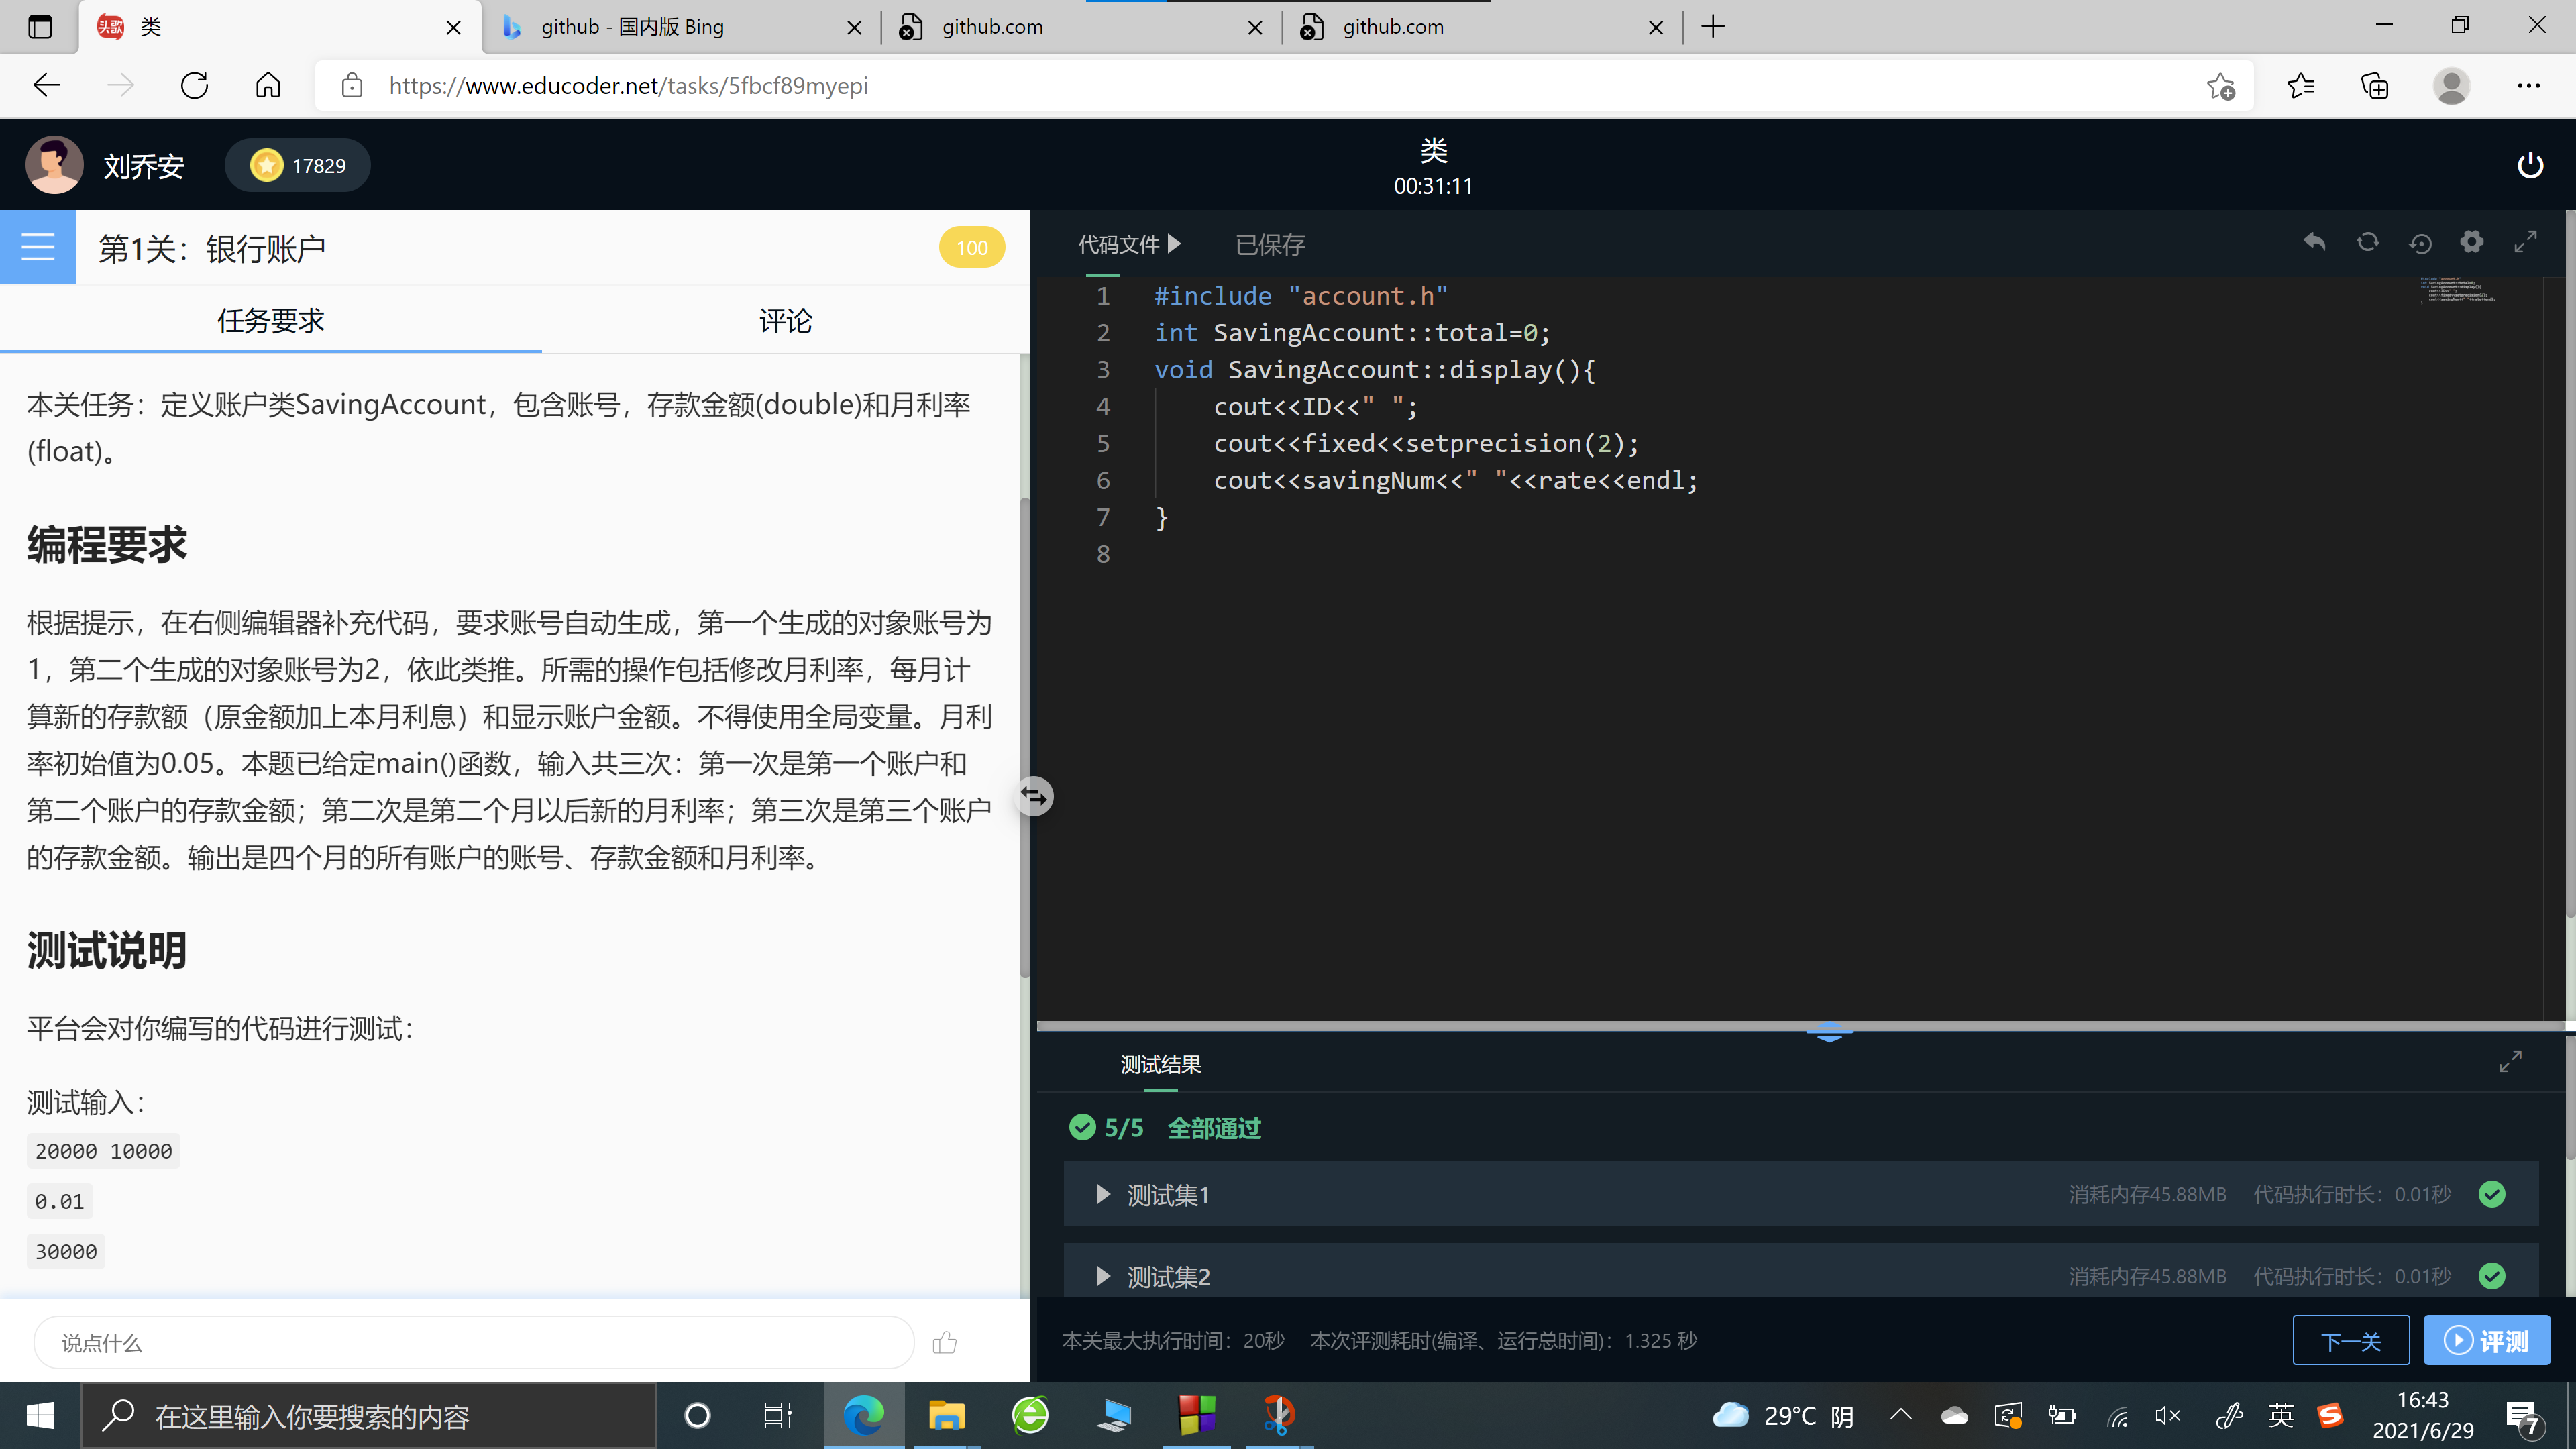 类
github - 国内版 Bing
github.com
github.com
https://www.educoder.net/tasks/5fbcf89myepi
刘乔安
17829
类
00:31:11
第1关：银行账户
100
任务要求
评论
本关任务：定义账户类SavingAccount，包含账号，存款金额(double)和月利率
(float)。
编程要求
根据提示，在右侧编辑器补充代码，要求账号自动生成，第一个生成的对象账号为
1，第二个生成的对象账号为2，依此类推。所需的操作包括修改月利率，每月计
算新的存款额（原金额加上本月利息）和显示账户金额。不得使用全局变量。月利
率初始值为0.05。本题已给定main()函数，输入共三次：第一次是第一个账户和
第二个账户的存款金额；第二次是第二个月以后新的月利率；第三次是第三个账户
的存款金额。输出是四个月的所有账户的账号、存款金额和月利率。
测试说明
平台会对你编写的代码进行测试：
测试输入：
20000 10000
0.01
30000
说点什么
代码文件
已保存
1 #include "account.h"
2 int SavingAccount::total=0;
3 void SavingAccount::display(){
4 cout<<ID<<" ";
5 cout<<fixed<<setprecision(2);
6 cout<<savingNum<<" "<<rate<<endl;
7 }
8
测试结果
5/5 全部通过
测试集1 消耗内存45.88MB 代码执行时长：0.01秒
测试集2 消耗内存45.88MB 代码执行时长：0.01秒
本关最大执行时间：20秒 本次评测耗时(编译、运行总时间)：1.325 秒
下一关
评测
在这里输入你要搜索的内容
29°C 阴
英
16:43
2021/6/29
7